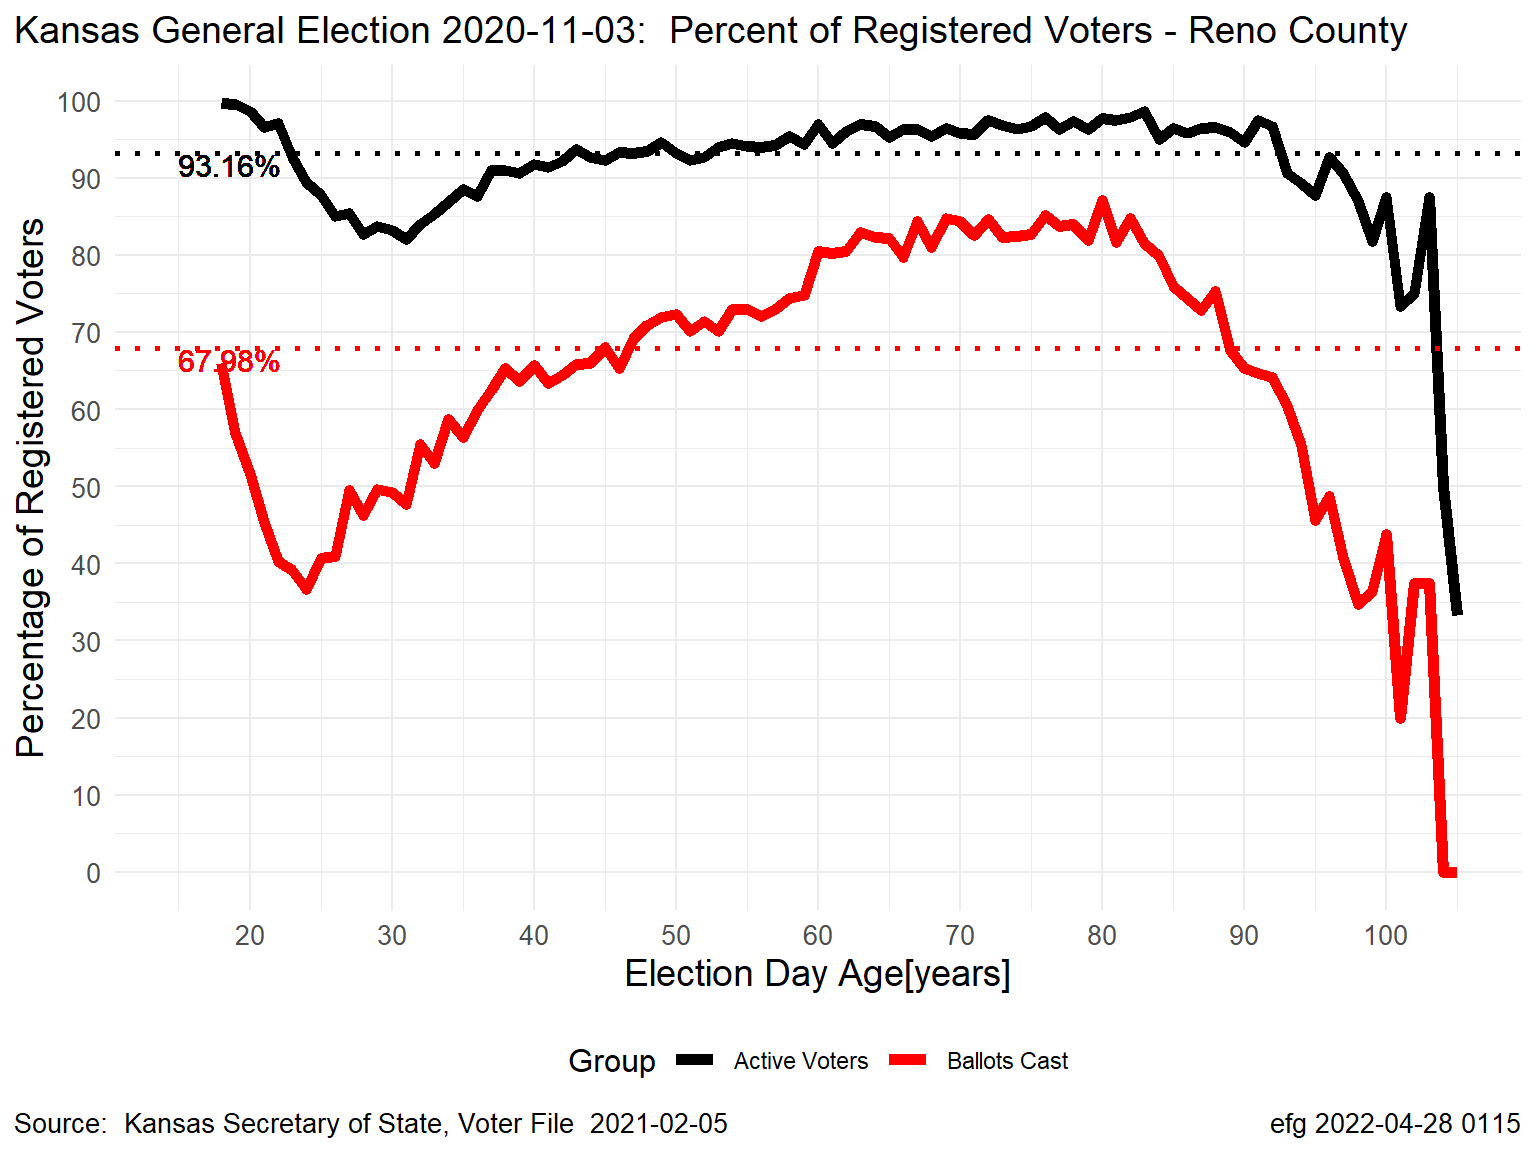 Kansas General Election 2020-11-03:  Percent of Registered Voters - Reno County
Percentage of Registered Voters
100
90
80
70
60
50
40
30
20
10
0
93.16%
67.98%
20 30 40 50 60 70 80 90 100
Election Day Age[years]
Group Active Voters Ballots Cast
Source:  Kansas Secretary of State, Voter File  2021-02-05
efg 2022-04-28 0115